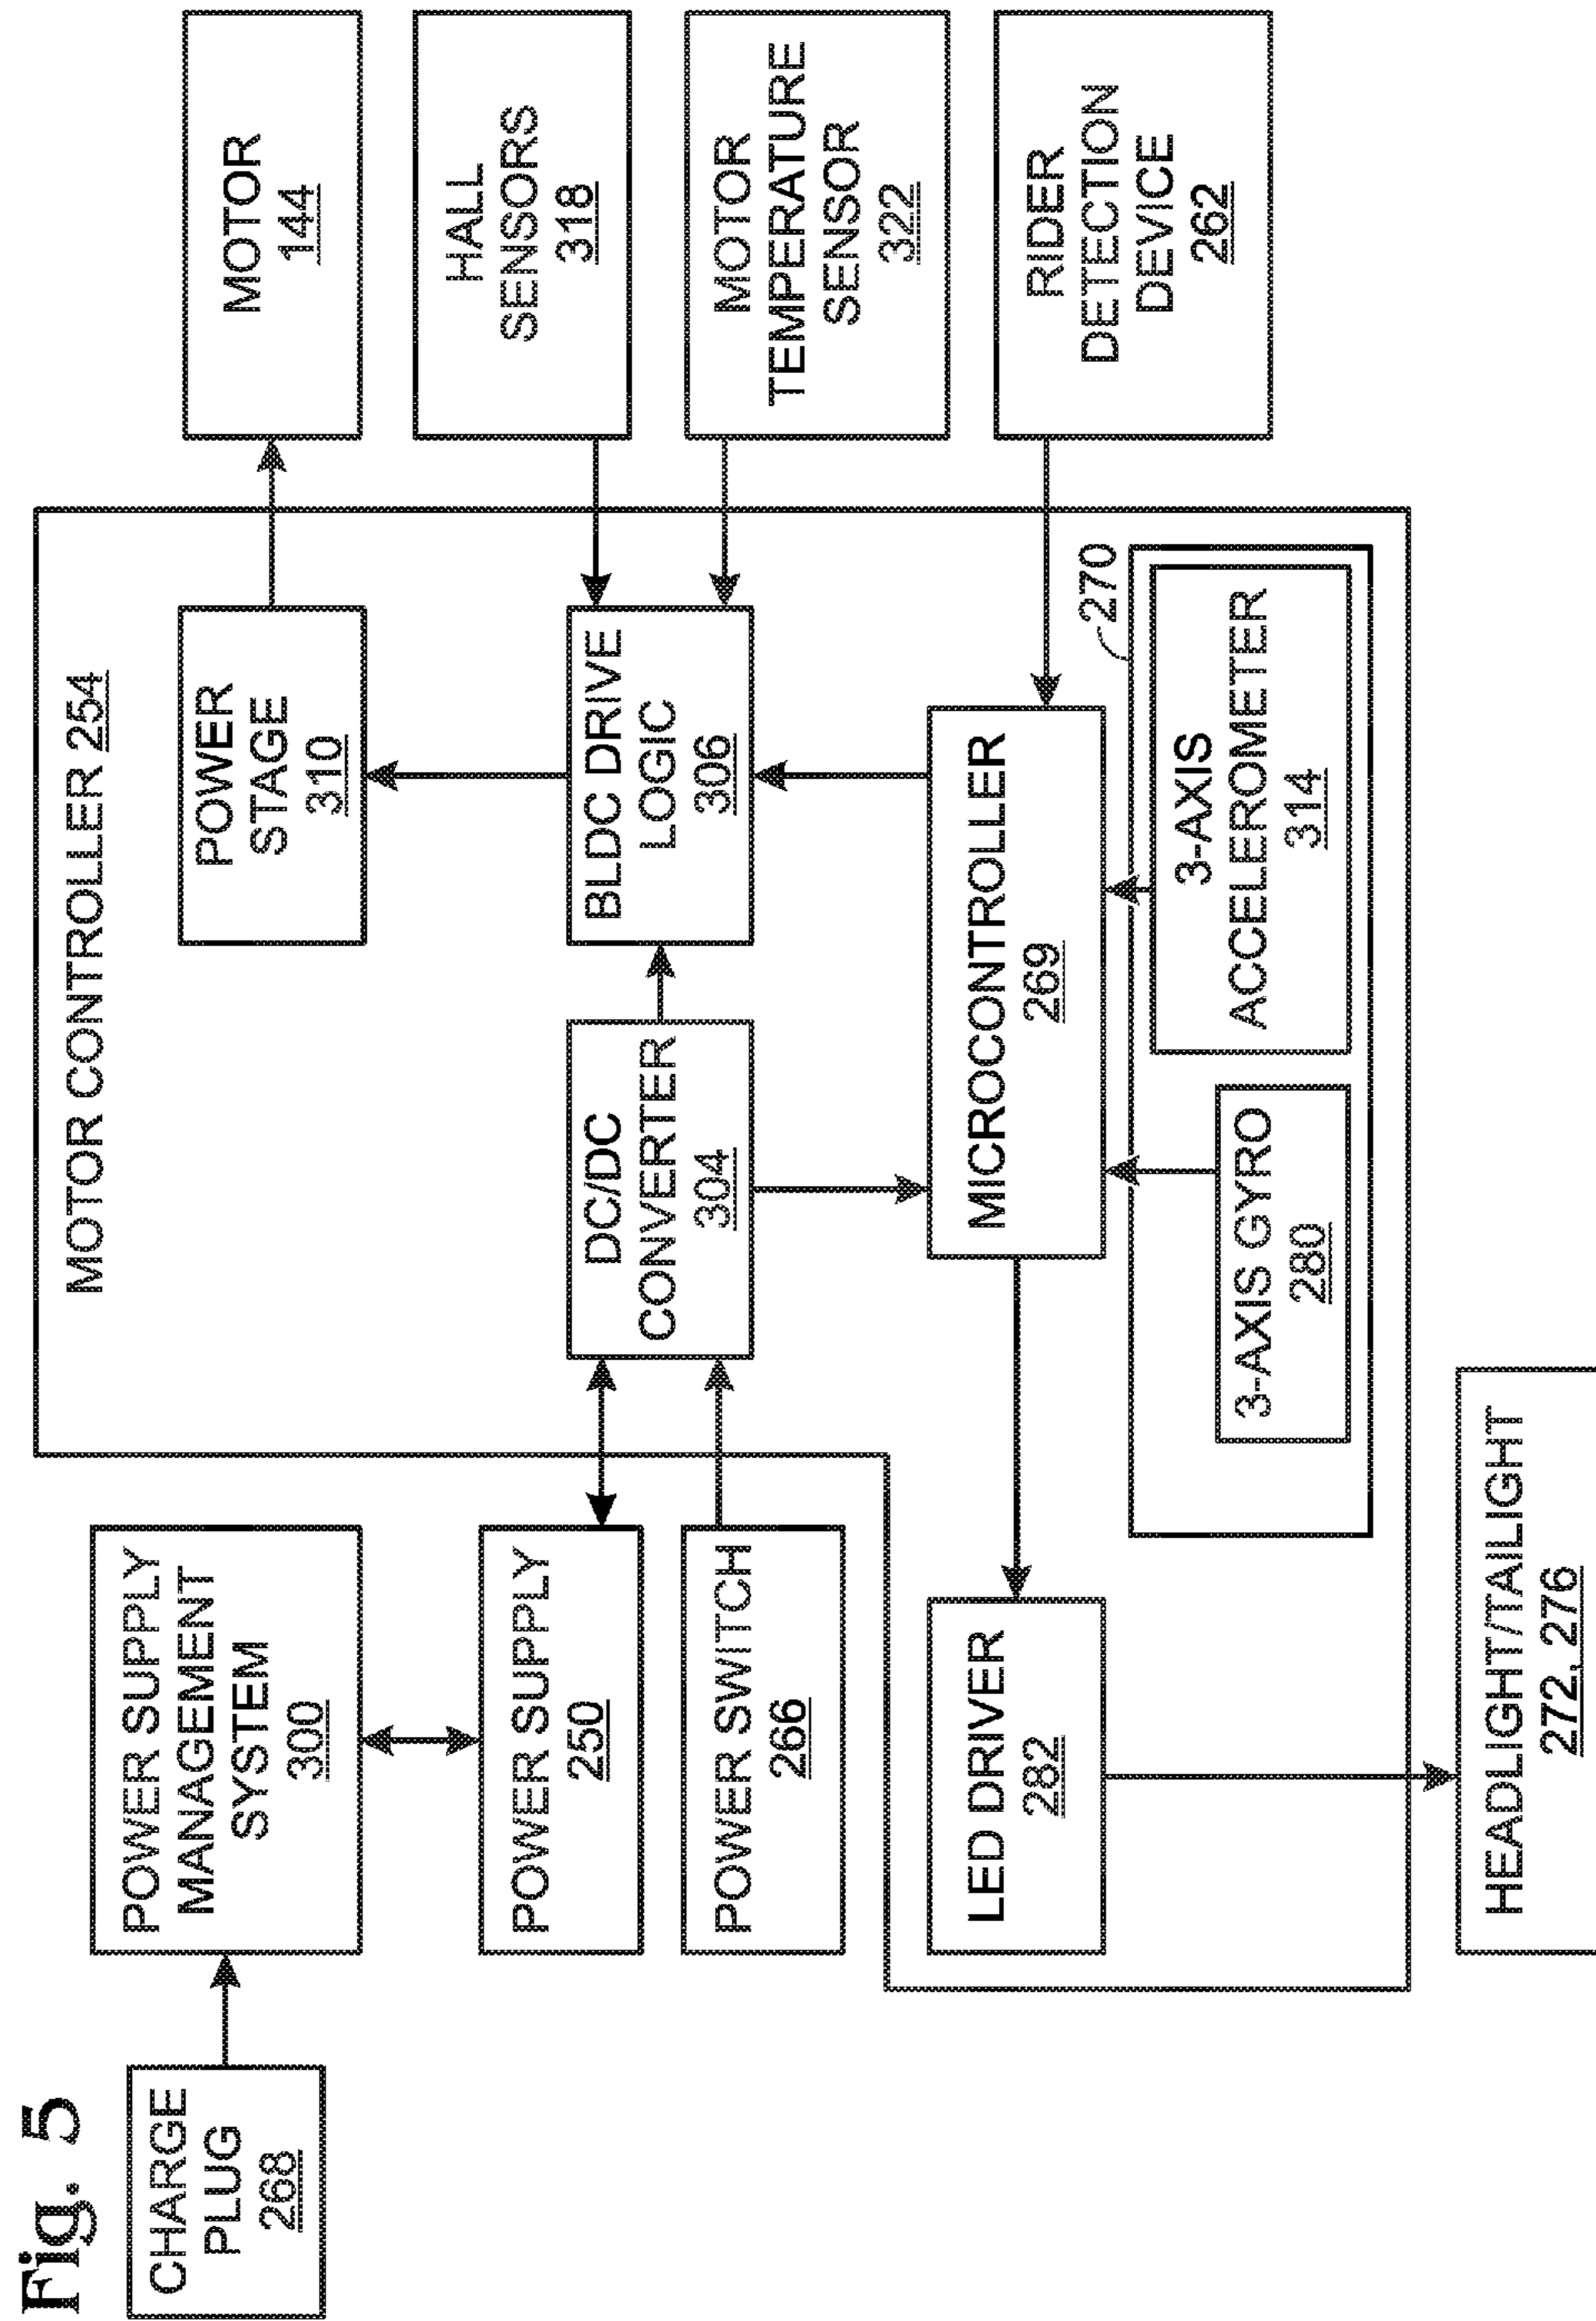 Fig. 5
CHARGE
PLUG
268
POWER SUPPLY
MANAGEMENT
SYSTEM
300
POWER SUPPLY
250
POWER SWITCH
266
MOTOR CONTROLLER 254
POWER
STAGE
310
DC/DC
CONVERTER
304
BLDC DRIVE
LOGIC
306
LED DRIVER
282
MICROCONTROLLER
269
270
3-AXIS GYRO
280
3-AXIS
ACCELEROMETER
314
MOTOR
144
HALL
SENSORS
318
MOTOR
TEMPERATURE
SENSOR
322
RIDER
DETECTION
DEVICE
262
HEADLIGHT/TAILIGHT
272, 276